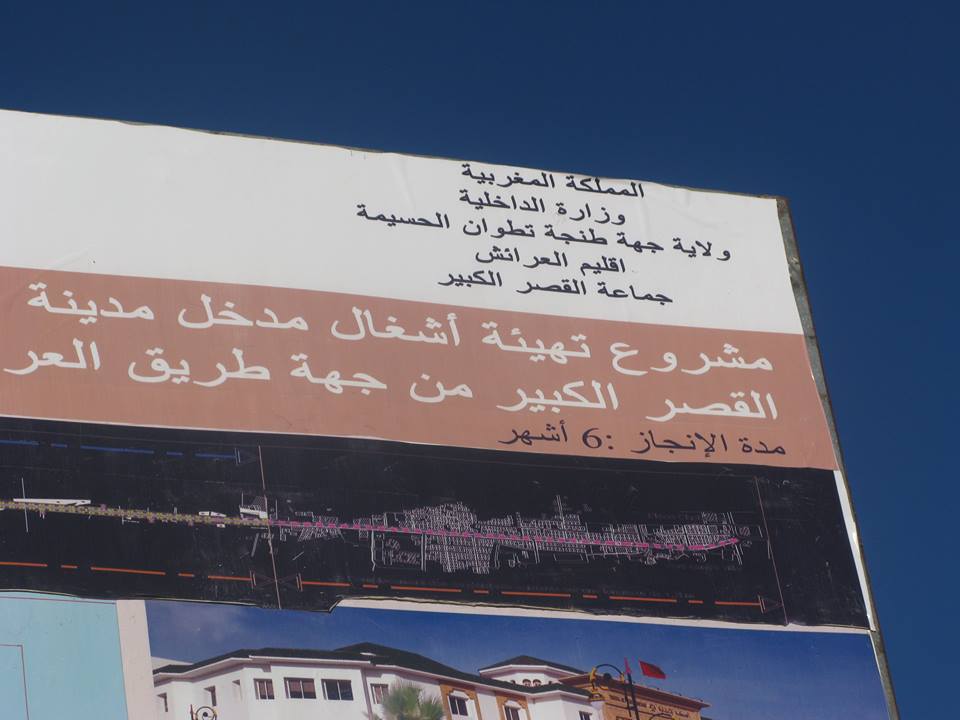 المملكة المغربية
وزارة الداخلية
ولاية جهة طنجة تطوان الحسيمة
اقليم العرائش
جماعة القصر الكبير
مشروع تهيئة أشغال مدخل مدينة
القصر الكبير من جهة طريق العر
مدة الإنجاز :6 أشهر